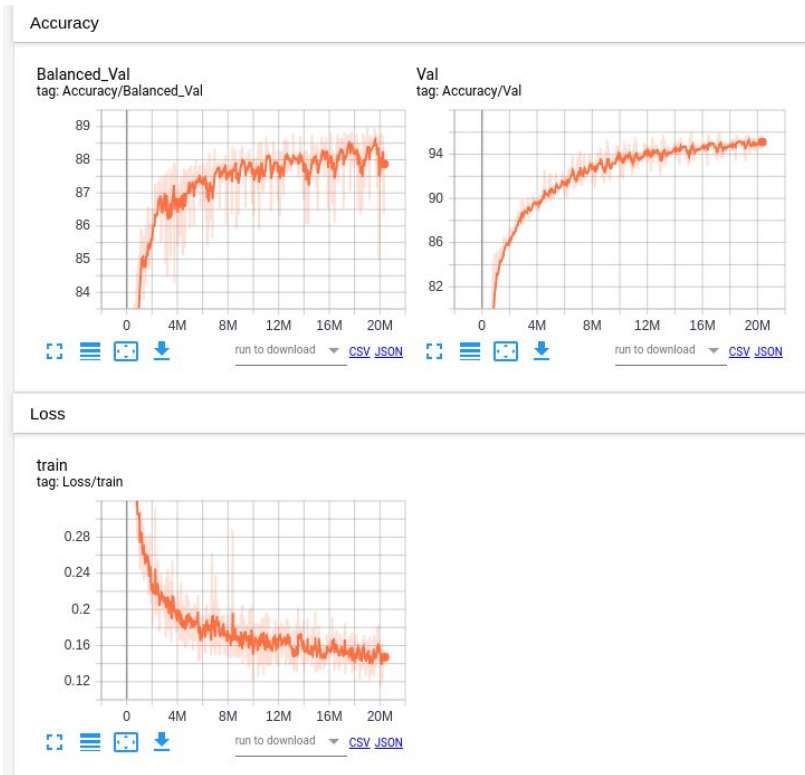 Accuracy
Balanced_Val
tag: Accuracy/Balanced_Val
89
88
87
86
85
84
0 4M 8M 12M 16M 20M
run to download CSV JSON
Val
tag: Accuracy/Val
94
90
86
82
0 4M 8M 12M 16M 20M
run to download CSV JSON
Loss
train
tag: Loss/train
0.28
0.24
0.2
0.16
0.12
0 4M 8M 12M 16M 20M
run to download CSV JSON